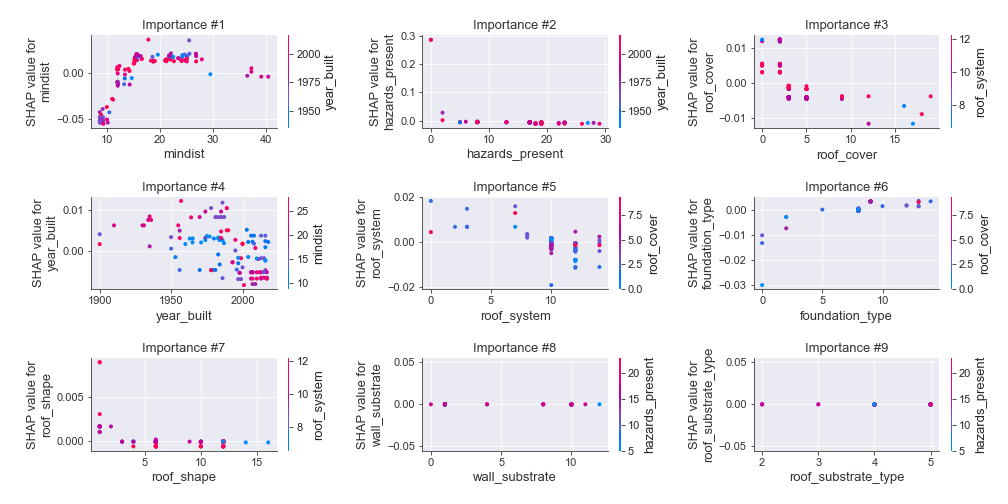 Importance #1
Importance #2
Importance #3
SHAP value for
mindist
0.00
−0.05
10
20
30
40
mindist
2000
1975
1950
year_built
SHAP value for
hazards_present
0.3
0.2
0.1
0.0
0
10
20
30
hazards_present
2000
1975
1950
year_built
SHAP value for
roof_cover
0.01
0.00
−0.01
0
5
10
15
roof_cover
12
10
8
roof_system
Importance #4
Importance #5
Importance #6
SHAP value for
year_built
0.01
0.00
1900
1950
2000
year_built
25
20
15
10
mindist
SHAP value for
roof_system
0.02
0.00
−0.02
0
5
10
roof_system
7.5
5.0
2.5
0.0
roof_cover
SHAP value for
foundation_type
0.00
−0.01
−0.02
−0.03
0
5
10
foundation_type
7.5
5.0
2.5
0.0
roof_cover
Importance #7
Importance #8
Importance #9
SHAP value for
roof_shape
0.005
0.000
5
10
15
roof_shape
12
10
8
roof_system
SHAP value for
wall_substrate
0.05
0.00
−0.05
0
5
10
wall_substrate
20
15
10
5
hazards_present
SHAP value for
roof_substrate_type
0.05
0.00
−0.05
2
3
4
5
roof_substrate_type
20
15
10
5
hazards_present